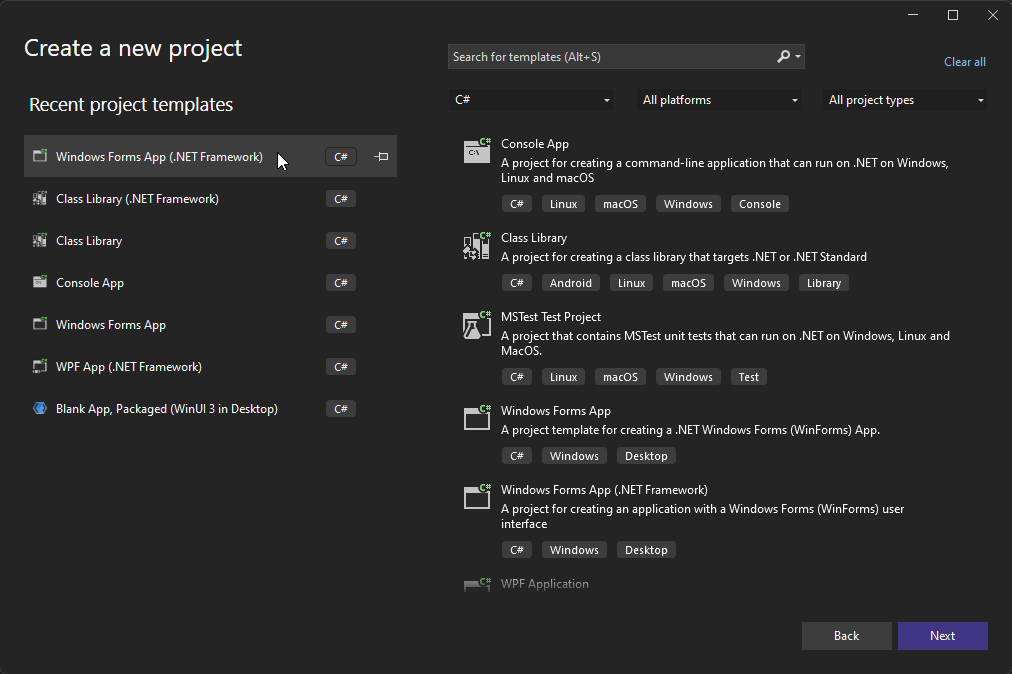 Create a new project
Search for templates (Alt+S)
Clear all
Recent project templates
C#
All platforms
All project types
Windows Forms App (.NET Framework)
C#
Class Library (.NET Framework)
C#
Class Library
C#
Console App
C#
Windows Forms App
C#
WPF App (.NET Framework)
C#
Blank App, Packaged (WinUI 3 in Desktop)
C#
C#
C:\
Console App
A project for creating a command-line application that can run on .NET on Windows,
Linux and macOS
C# Linux macOS Windows Console
C#
Class Library
A project for creating a class library that targets .NET or .NET Standard
C# Android Linux macOS Windows Library
C#
MSTest Test Project
A project that contains MSTest unit tests that can run on .NET on Windows, Linux and
MacOS.
C# Linux macOS Windows Test
C#
Windows Forms App
A project template for creating a .NET Windows Forms (WinForms) App.
C# Windows Desktop
C#
Windows Forms App (.NET Framework)
A project for creating an application with a Windows Forms (WinForms) user
interface
C# Windows Desktop
C#
WPF Application
Back
Next